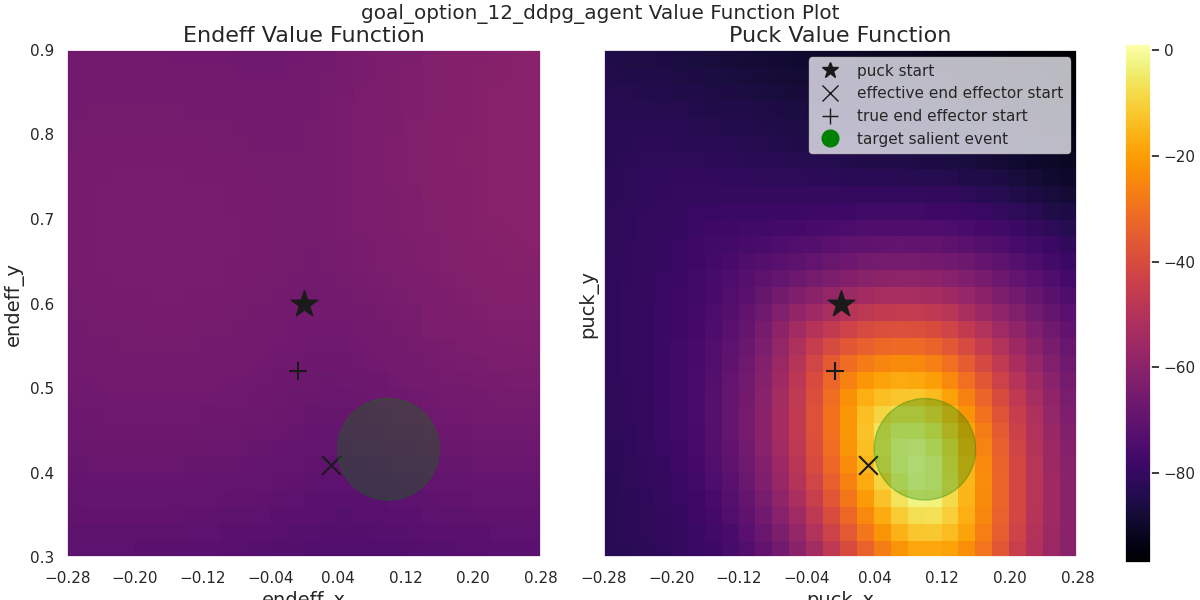 goal_option_12_ddpg_agent Value Function Plot
Endeff Value Function
Puck Value Function
0.9
0.8
0.7
0.6
0.5
0.4
0.3
endeff_y
−0.28 −0.20 −0.12 −0.04 0.04 0.12 0.20 0.28
endeff_x
puck_y
puck start
effective end effector start
true end effector start
target salient event
−0.28 −0.20 −0.12 −0.04 0.04 0.12 0.20 0.28
puck_x
0
−20
−40
−60
−80